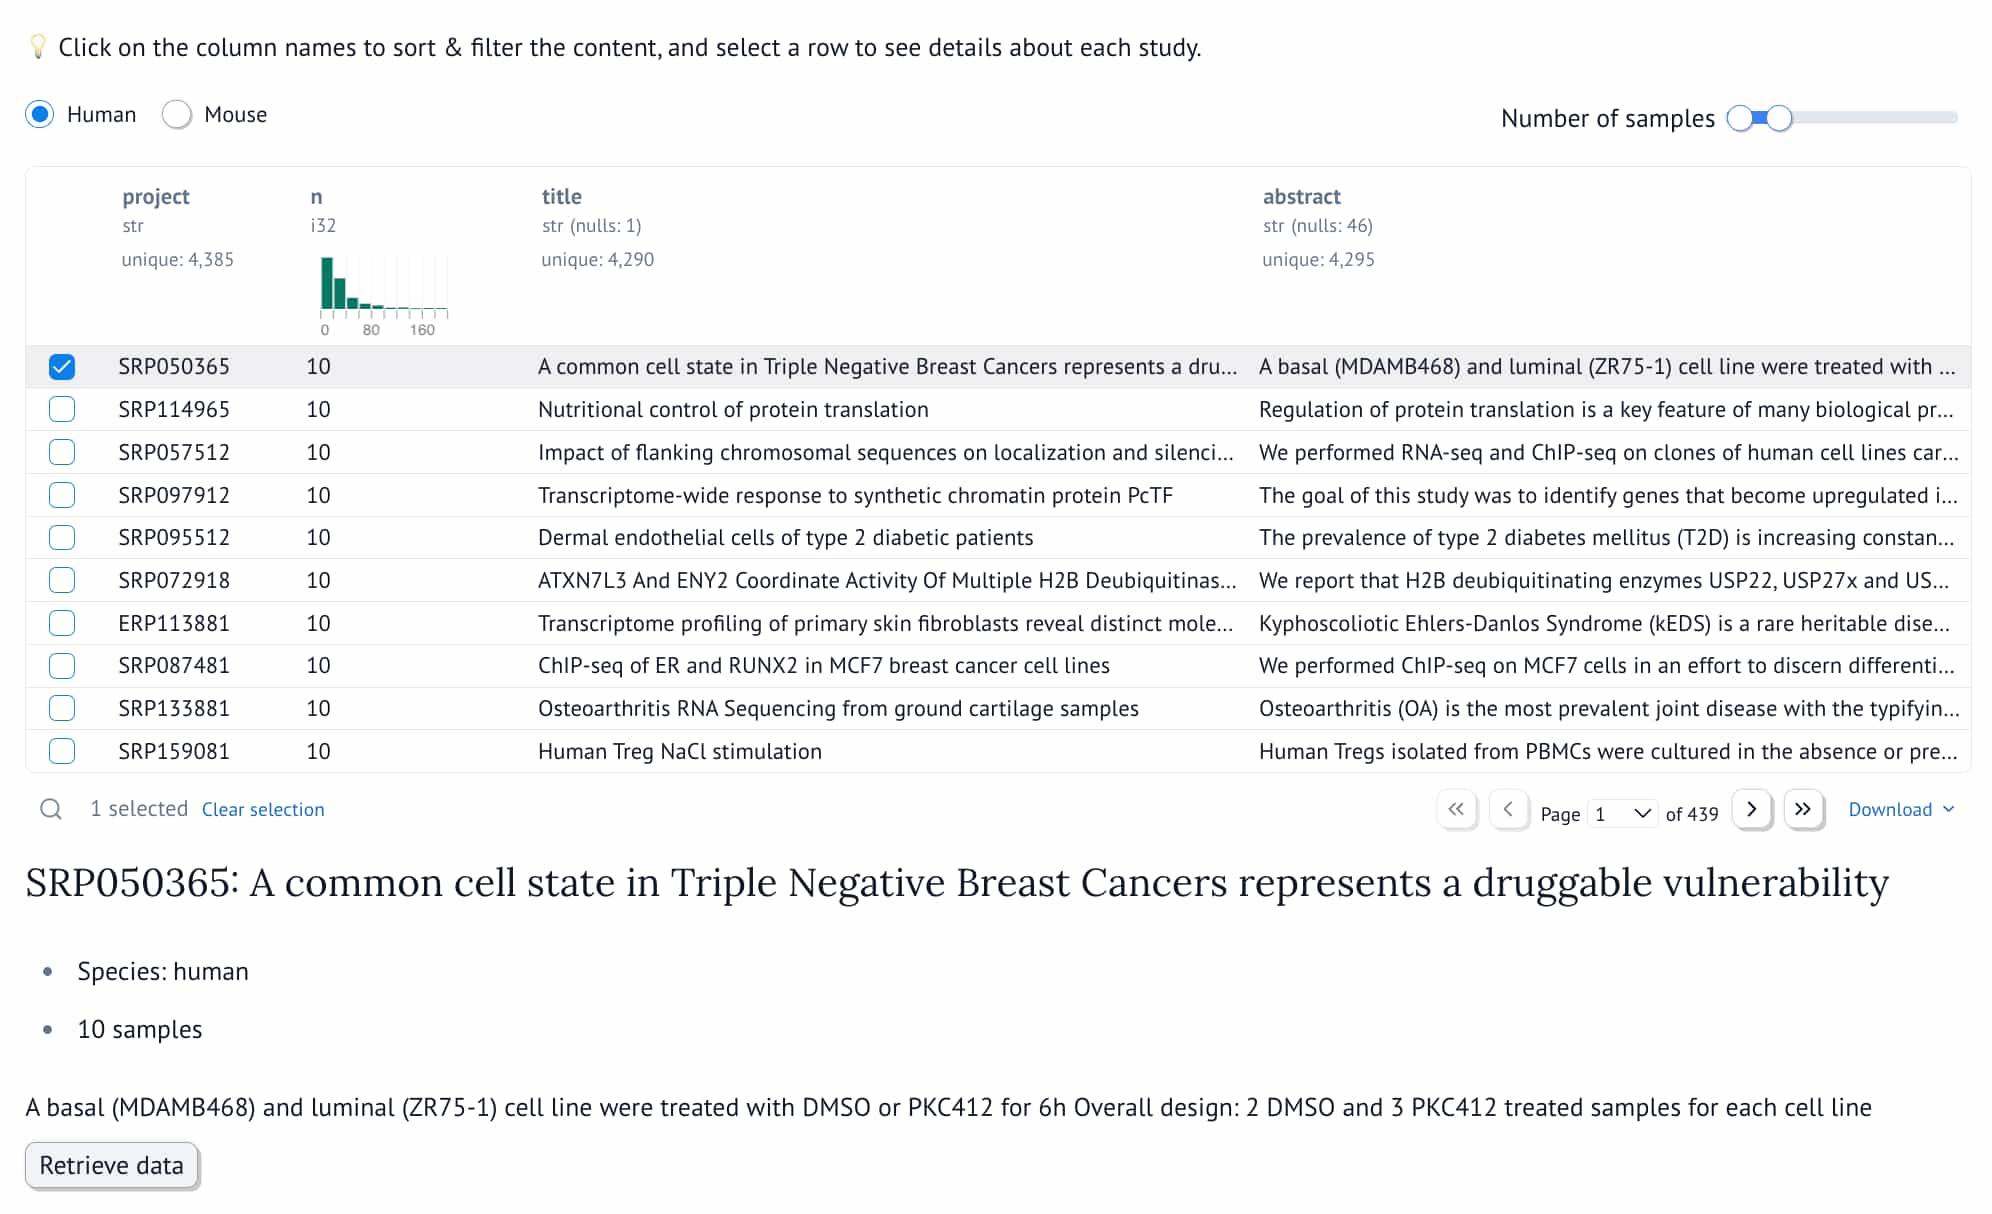 💡 Click on the column names to sort & filter the content, and select a row to see details about each study.
Human Mouse Number of samples
project n title abstract
str i32 str (nulls: 1) str (nulls: 46)
unique: 4,385 unique: 4,290 unique: 4,295
0 80 160
SRP050365 10 A common cell state in Triple Negative Breast Cancers represents a dru... A basal (MDAMB468) and luminal (ZR75-1) cell line were treated with ...
SRP114965 10 Nutritional control of protein translation Regulation of protein translation is a key feature of many biological pr...
SRP057512 10 Impact of flanking chromosomal sequences on localization and silenci... We performed RNA-seq and ChIP-seq on clones of human cell lines car...
SRP097912 10 Transcriptome-wide response to synthetic chromatin protein PcTF The goal of this study was to identify genes that become upregulated i...
SRP095512 10 Dermal endothelial cells of type 2 diabetic patients The prevalence of type 2 diabetes mellitus (T2D) is increasing constan...
SRP072918 10 ATXN7L3 And ENY2 Coordinate Activity Of Multiple H2B Deubiquitinas... We report that H2B deubiquitinating enzymes USP22, USP27x and US...
ERP113881 10 Transcriptome profiling of primary skin fibroblasts reveal distinct mole... Kyphoscoliotic Ehlers-Danlos Syndrome (kEDS) is a rare heritable dise...
SRP087481 10 ChIP-seq of ER and RUNX2 in MCF7 breast cancer cell lines We performed ChIP-seq on MCF7 cells in an effort to discern differenti...
SRP133881 10 Osteoarthritis RNA Sequencing from ground cartilage samples Osteoarthritis (OA) is the most prevalent joint disease with the typifyin...
SRP159081 10 Human Treg NaCl stimulation Human Tregs isolated from PBMCs were cultured in the absence or pre...
1 selected Clear selection Page 1 of 439 Download
SRP050365: A common cell state in Triple Negative Breast Cancers represents a druggable vulnerability
• Species: human
• 10 samples
A basal (MDAMB468) and luminal (ZR75-1) cell line were treated with DMSO or PKC412 for 6h Overall design: 2 DMSO and 3 PKC412 treated samples for each cell line
Retrieve data